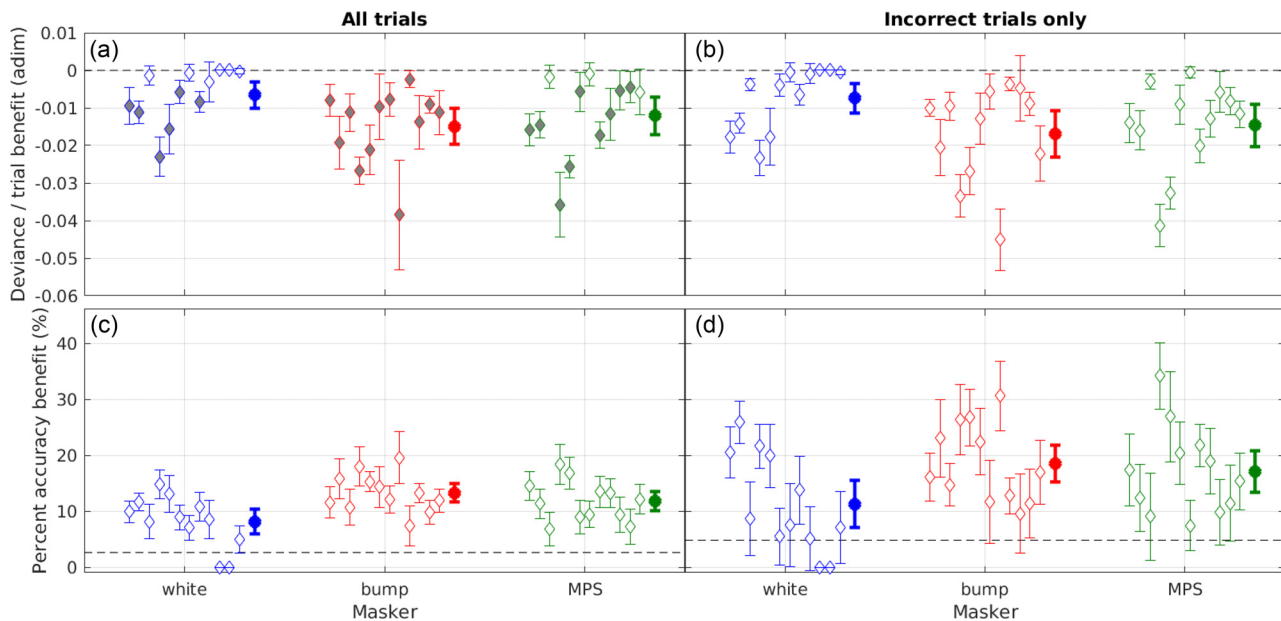 All trials
Incorrect trials only
Deviance / trial benefit (adim)
0.01
0
-0.01
-0.02
-0.03
-0.04
-0.05
-0.06
(a)
(b)
Percent accuracy benefit (%)
40
30
20
10
0
(c)
(d)
white
bump
MPS
white
bump
MPS
Masker
Masker